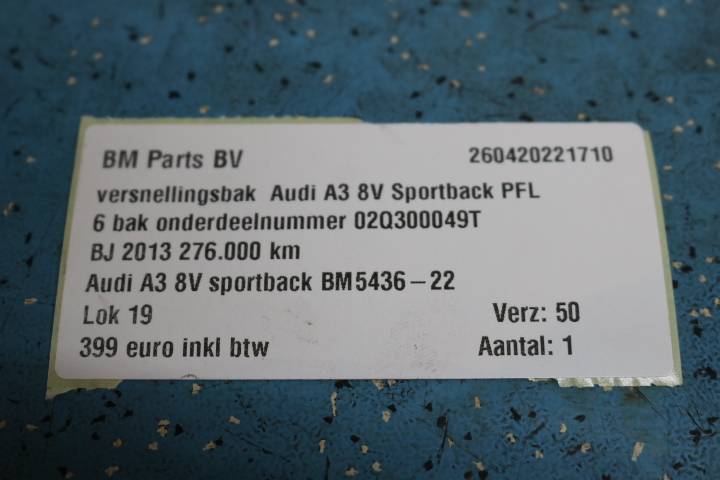 BM Parts BV 260420221710
versnellingsbak Audi A3 8V Sportback PFL
6 bak onderdeelnummer 02Q300049T
BJ 2013 276.000 km
Audi A3 8V sportback BM5436-22
Lok 19 Verz: 50
399 euro inkl btw Aantal: 1